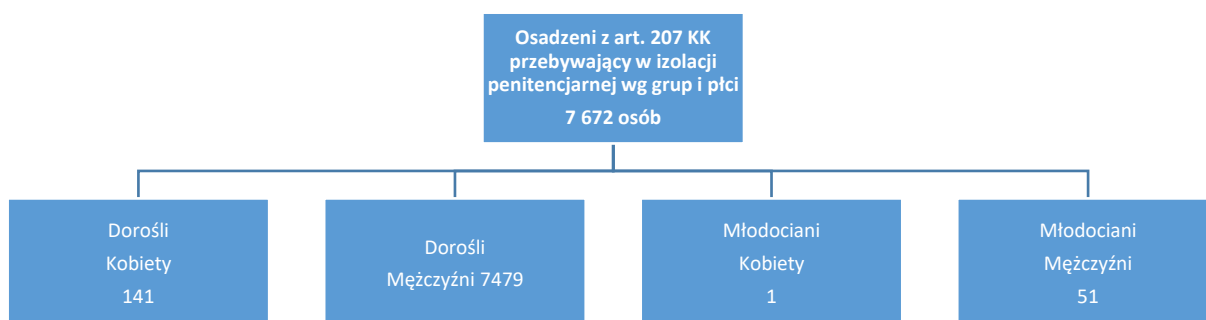 Osadzeni z art. 207 KK
przebywający w izolacji
penitencjarnej wg grup i płci
7 672 osób
Dorośli
Kobiety
141
Dorośli
Mężczyźni 7479
Młodociani
Kobiety
1
Młodociani
Mężczyźni
51